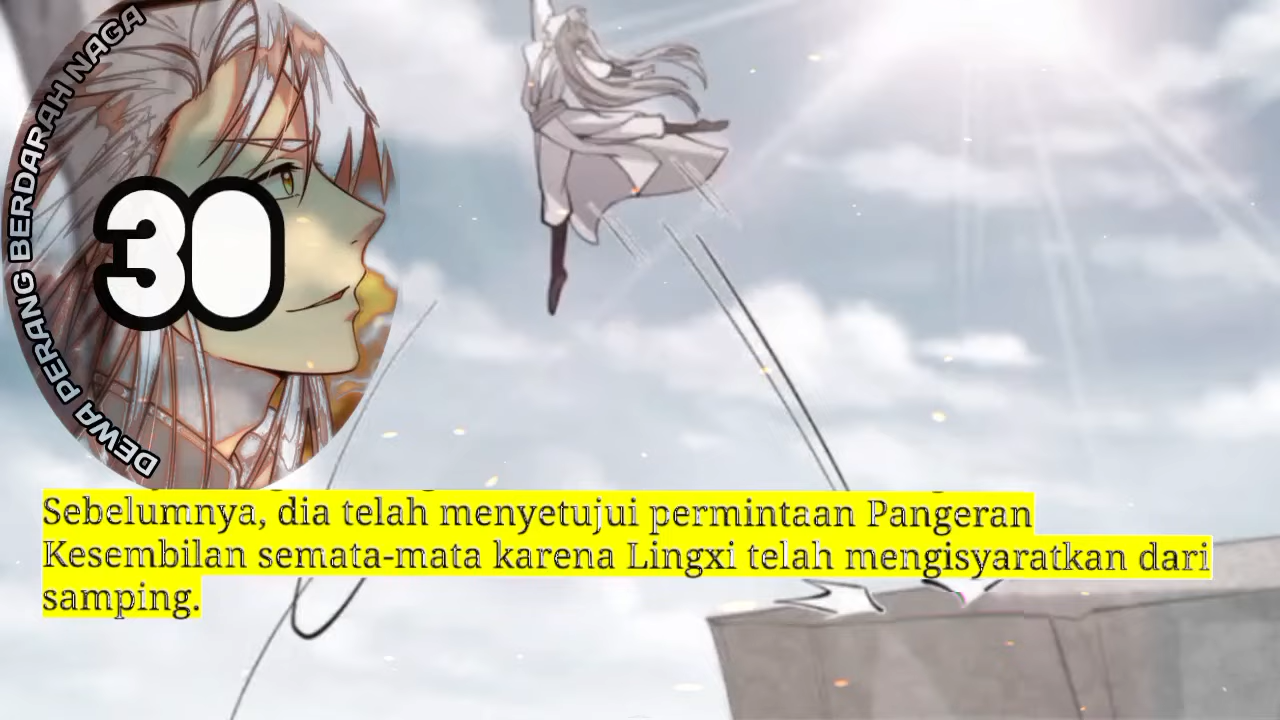 DEWA PERANG BERDARAH NAGA
30
Sebelumnya, dia telah menyetujui permintaan Pangeran
Kesembilan semata-mata karena Lingxi telah mengisyaratkan dari
samping.